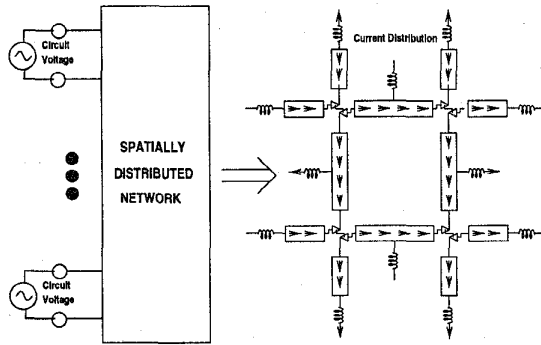 Circuit
Voltage
SPATIALLY
DISTRIBUTED
NETWORK
Circuit
Voltage
Current Distribution